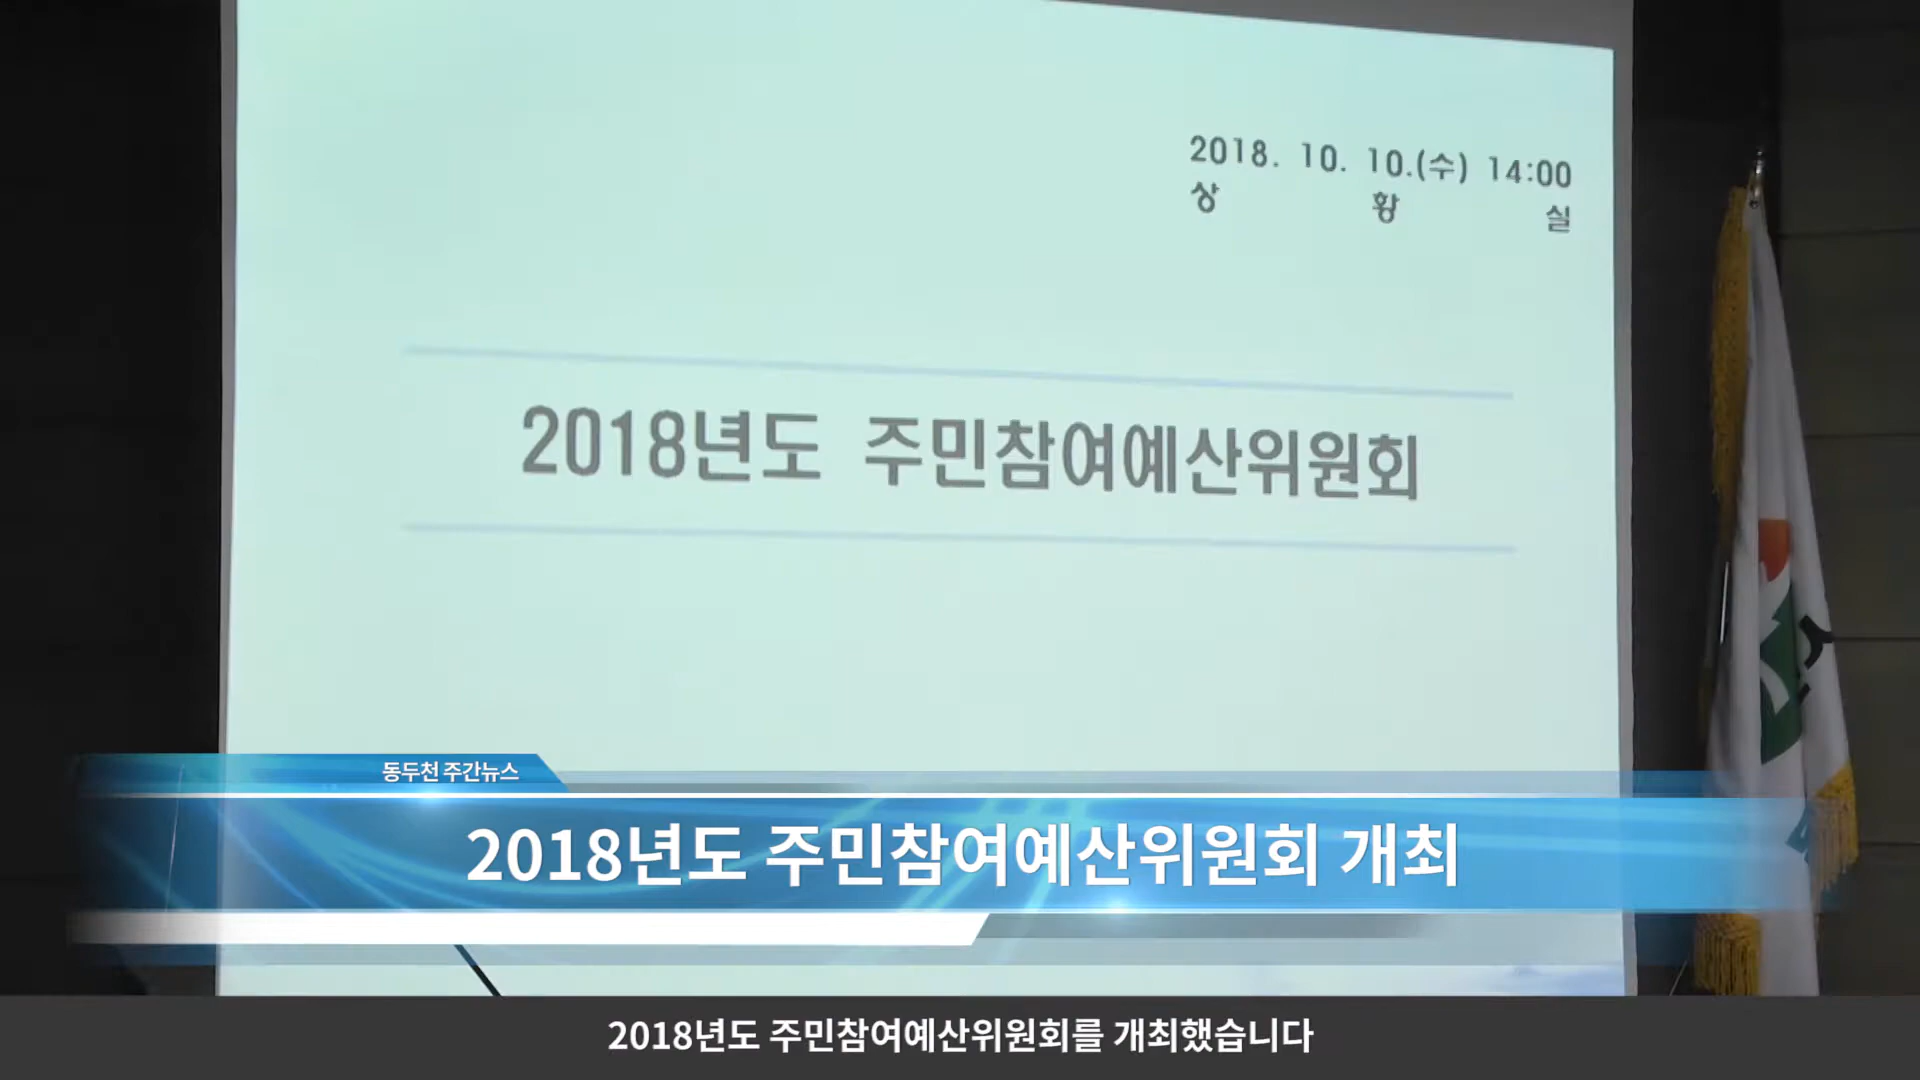 2018. 10. 10.(수) 14:00
상 황 실
2018년도 주민참여예산위원회
동두천 주간뉴스
2018년도 주민참여예산위원회 개최
2018년도 주민참여예산위원회를 개최했습니다